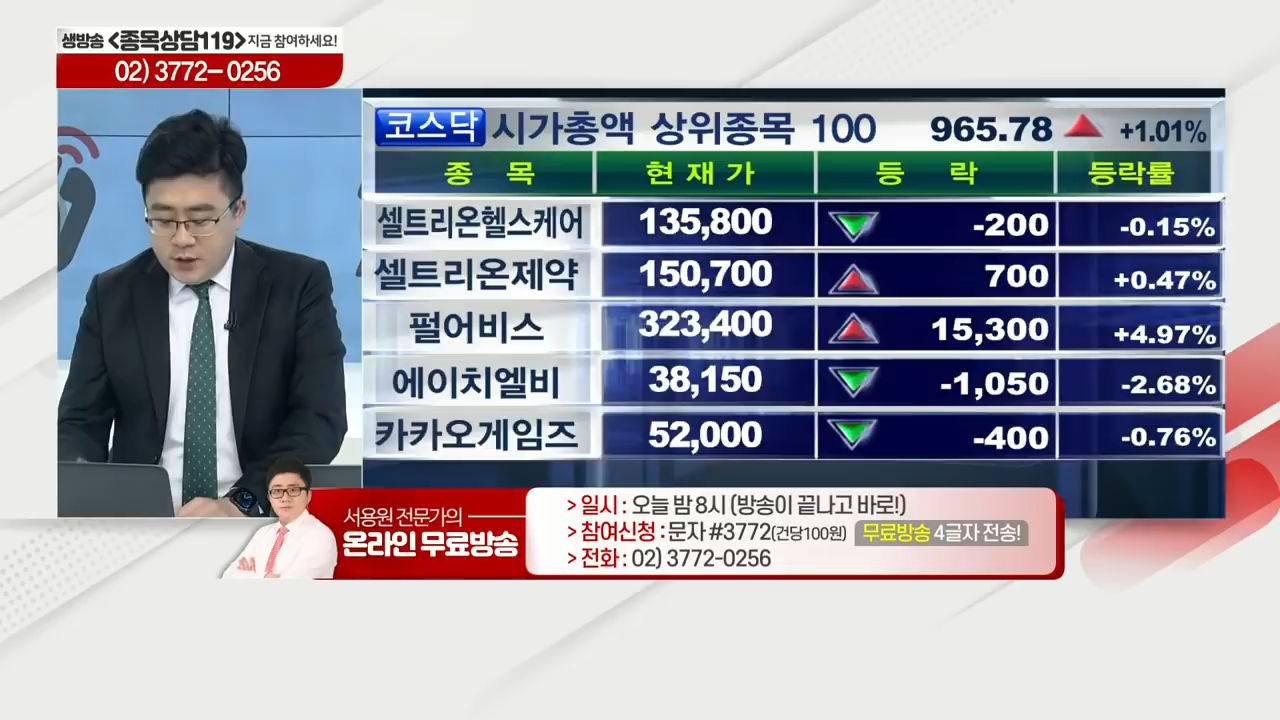 생방송 <종목상담119> 지금 참여하세요!
02) 3772-0256
코스닥 시가총액 상위종목 100 965.78 +1.01%
종목 현재가 등락 등락률
셀트리온헬스케어 135,800 -200 -0.15%
셀트리온제약 150,700 700 +0.47%
펄어비스 323,400 15,300 +4.97%
에이치엘비 38,150 -1,050 -2.68%
카카오게임즈 52,000 -400 -0.76%
서용원 전문가의
온라인 무료방송
> 일시 : 오늘 밤 8시 (방송이 끝나고 바로!)
> 참여신청 : 문자 #3772(건당100원) 무료방송 4글자 전송!
> 전화 : 02) 3772-0256